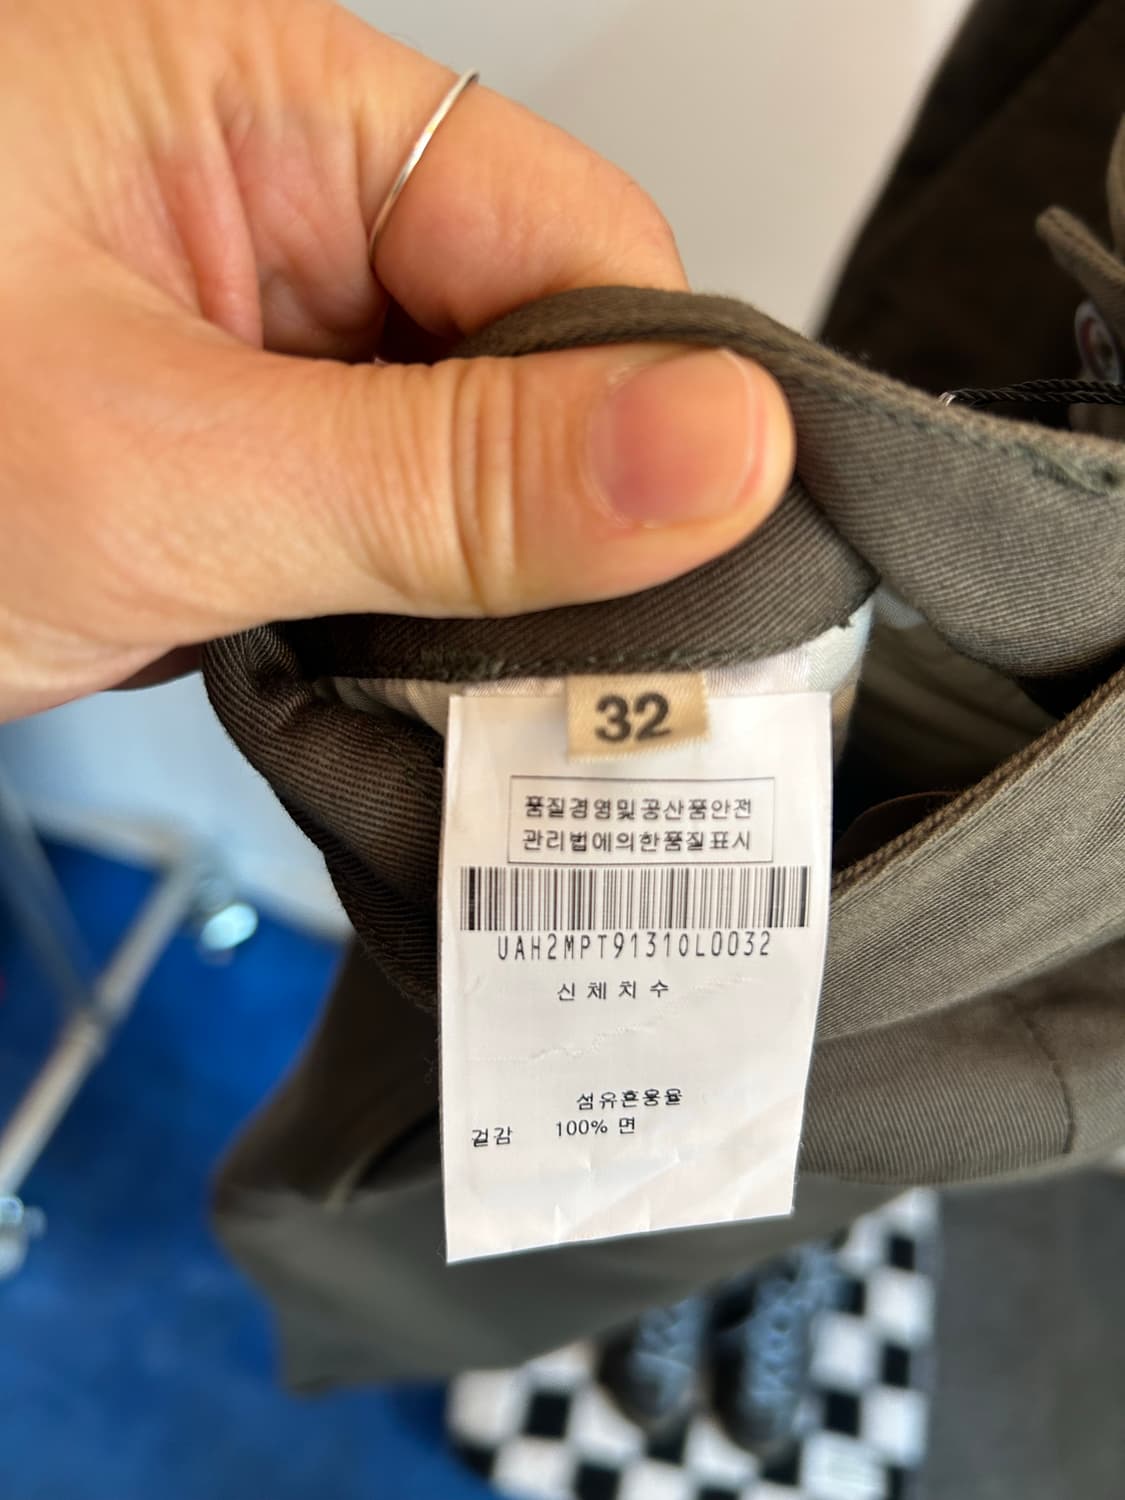 32
품질경영및공산품안전
관리법에의한품질표시
UAH2MPT91310L0032
신체치수
섬유혼용율
겉감 100% 면